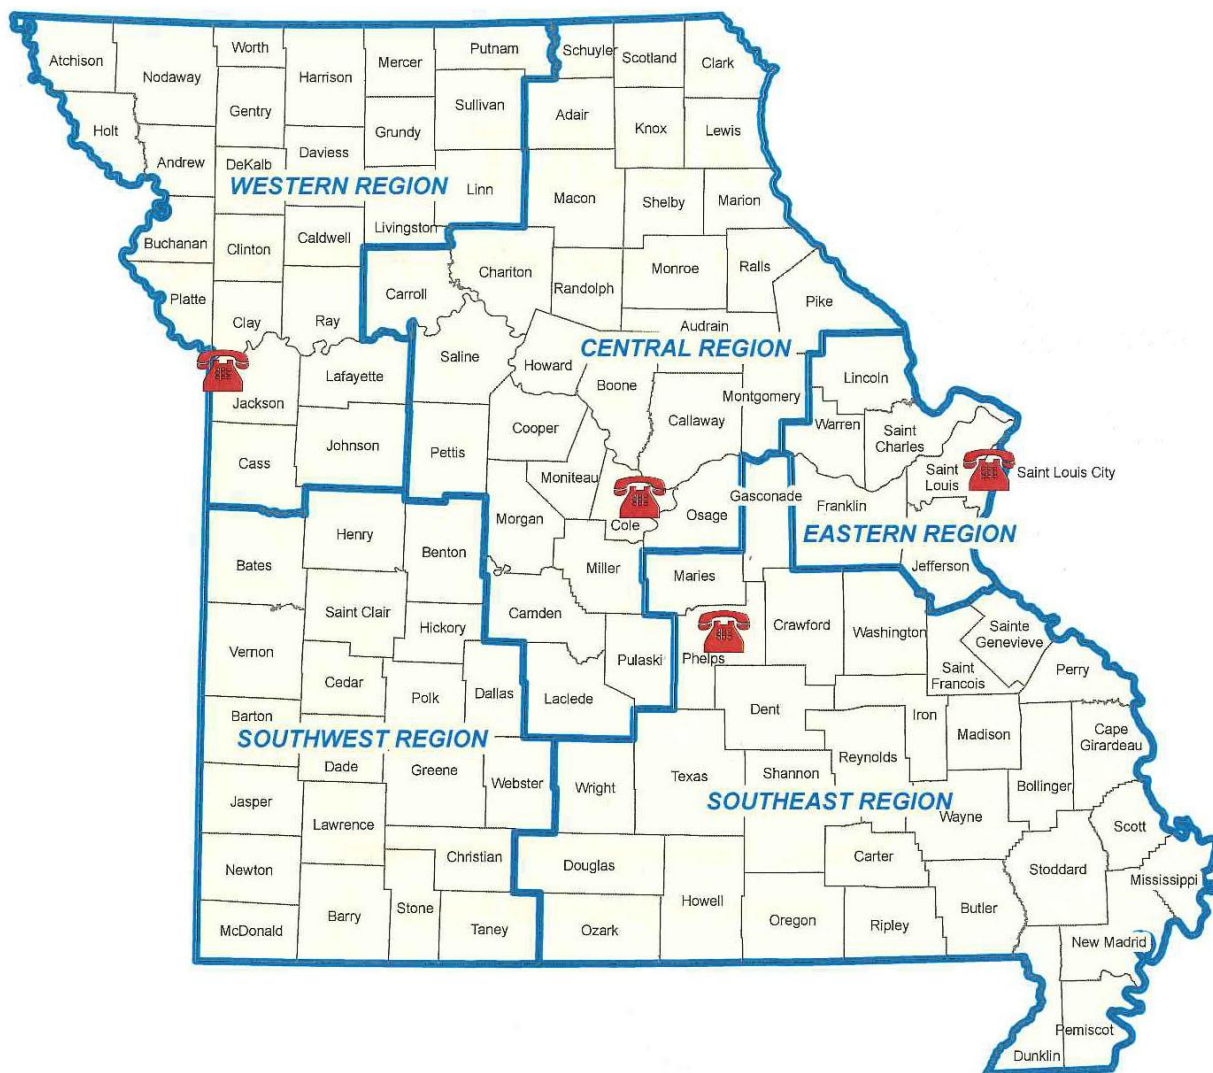 Atchison
Nodaway
Worth
Harrison
Mercer
Putnam
Schuyler
Scotland
Clark
Holt
Gentry
Grundy
Sullivan
Adair
Knox
Lewis
Andrew
DeKalb
Daviess
WESTERN REGION
Linn
Macon
Shelby
Marion
Buchanan
Clinton
Caldwell
Livingston
Chariton
Randolph
Monroe
Ralls
Platte
Clay
Ray
Carroll
Pike
Audrain
CENTRAL REGION
Saline
Howard
Boone
Lafayette
Jackson
Callaway
Montgomery
Lincoln
Warren
Saint
Charles
Cass
Johnson
Pettis
Cooper
Moniteau
Saint
Louis
Saint Louis City
Gasconade
Franklin
Morgan
Cole
Osage
EASTERN REGION
Henry
Benton
Bates
Miller
Maries
Jefferson
Saint Clair
Hickory
Camden
Crawford
Washington
Sainte
Genevieve
Vernon
Cedar
Polk
Dallas
Pulaski
Phelps
Saint
Francois
Perry
Laclede
Dent
Iron
Madison
Cape
Girardeau
Barton
SOUTHWEST REGION
Dade
Greene
Webster
Wright
Texas
Shannon
Reynolds
Bollinger
Jasper
SOUTHEAST REGION
Lawrence
Wayne
Scott
Newton
Christian
Douglas
Carter
Stoddard
Mississippi
McDonald
Barry
Stone
Taney
Ozark
Howell
Oregon
Ripley
Butler
New Madrid
Pemiscot
Dunklin